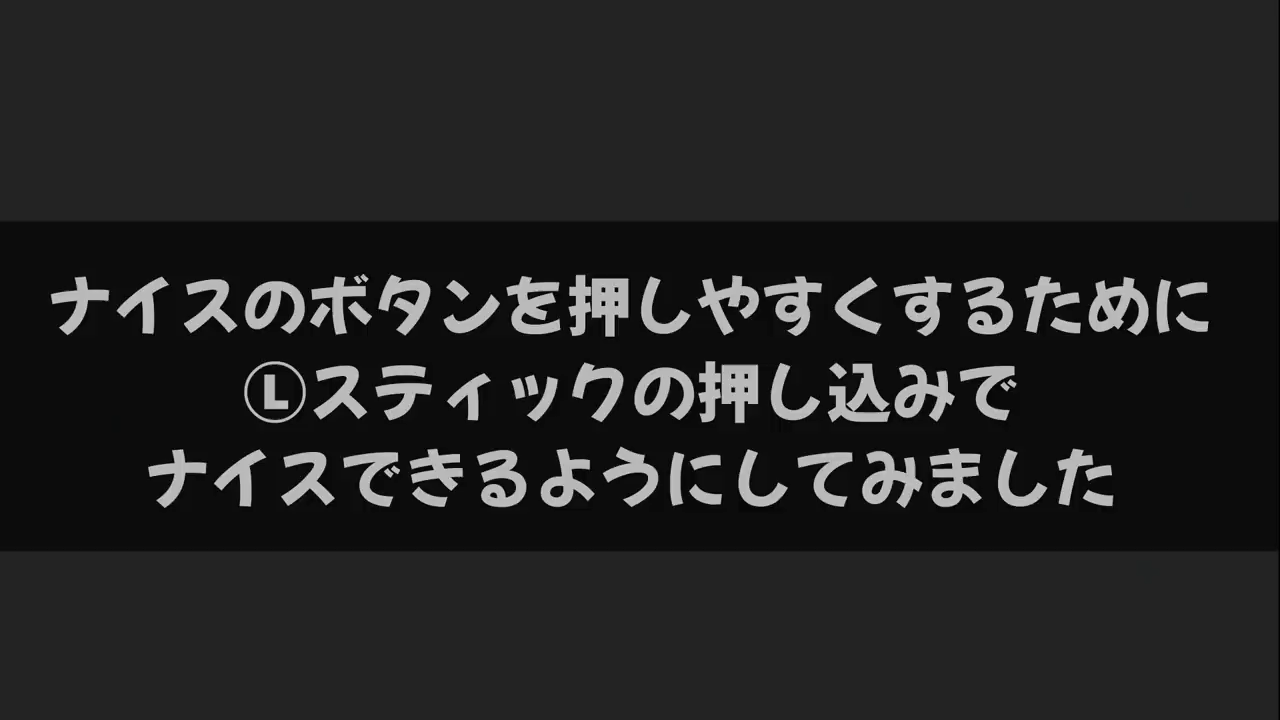 ナイスのボタンを押しやすくするために
Ⓛスティックの押し込みで
ナイスできるようにしてみました